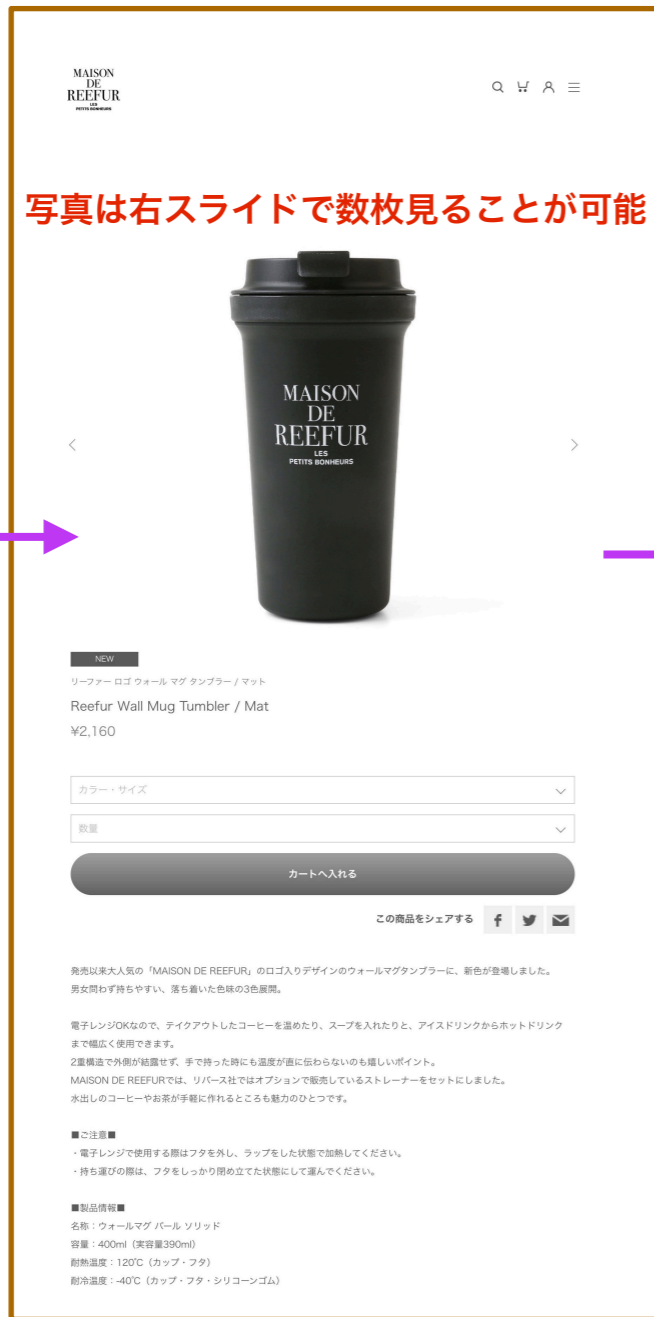 MAISON
DE
REEFUR
LES
PETITS BONHEURS
写真は右スライドで数枚見ることが可能
MAISON
DE
REEFUR
LES
PETITS BONHEURS
NEW
リーファー ロゴ ウォール マグ タンブラー / マット
Reefur Wall Mug Tumbler / Mat
¥2,160
カラー・サイズ
数量
カートへ入れる
この商品をシェアする
発売以来大人気の「MAISON DE REEFUR」のロゴ入りデザインのウォールマグタンブラーに、新色が登場しました。
男女問わず持ちやすい、落ち着いた色味の3色展開。
電子レンジOKなので、テイクアウトしたコーヒーを温めたり、スープを入れたりと、アイスドリンクからホットドリンク
まで幅広く使用できます。
2重構造で外側が結露せず、手で持った時にも温度が直に伝わらないのも嬉しいポイント。
MAISON DE REEFURでは、リバース社ではオプションで販売しているストレーナーをセットにしました。
水出しのコーヒーやお茶が手軽に作れるところも魅力のひとつです。
■ご注意■
・電子レンジで使用する際はフタを外し、ラップをした状態で加熱してください。
・持ち運びの際は、フタをしっかり閉め立てた状態にして運んでください。
■製品情報■
名称：ウォールマグ バール ソリッド
容量：400ml（実容量390ml）
耐熱温度：120℃（カップ・フタ）
耐冷温度：-40℃（カップ・フタ・シリコーンゴム）